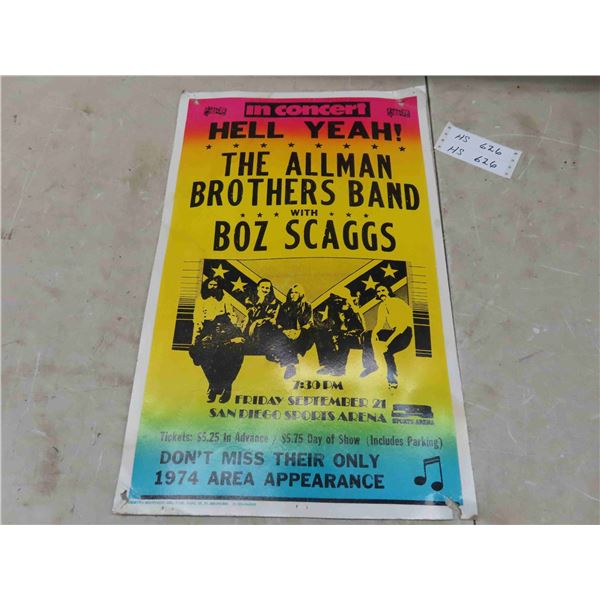 in concert
HELL YEAH!
THE ALLMAN
BROTHERS BAND
WITH
BOZ SCAGGS
7:30 PM
FRIDAY SEPTEMBER 21
SAN DIEGO SPORTS ARENA
SPORTS ARENA
Tickets: $5.25 In Advance / $5.75 Day of Show (Includes Parking)
DON'T MISS THEIR ONLY
1974 AREA APPEARANCE
HS 626
HS 626